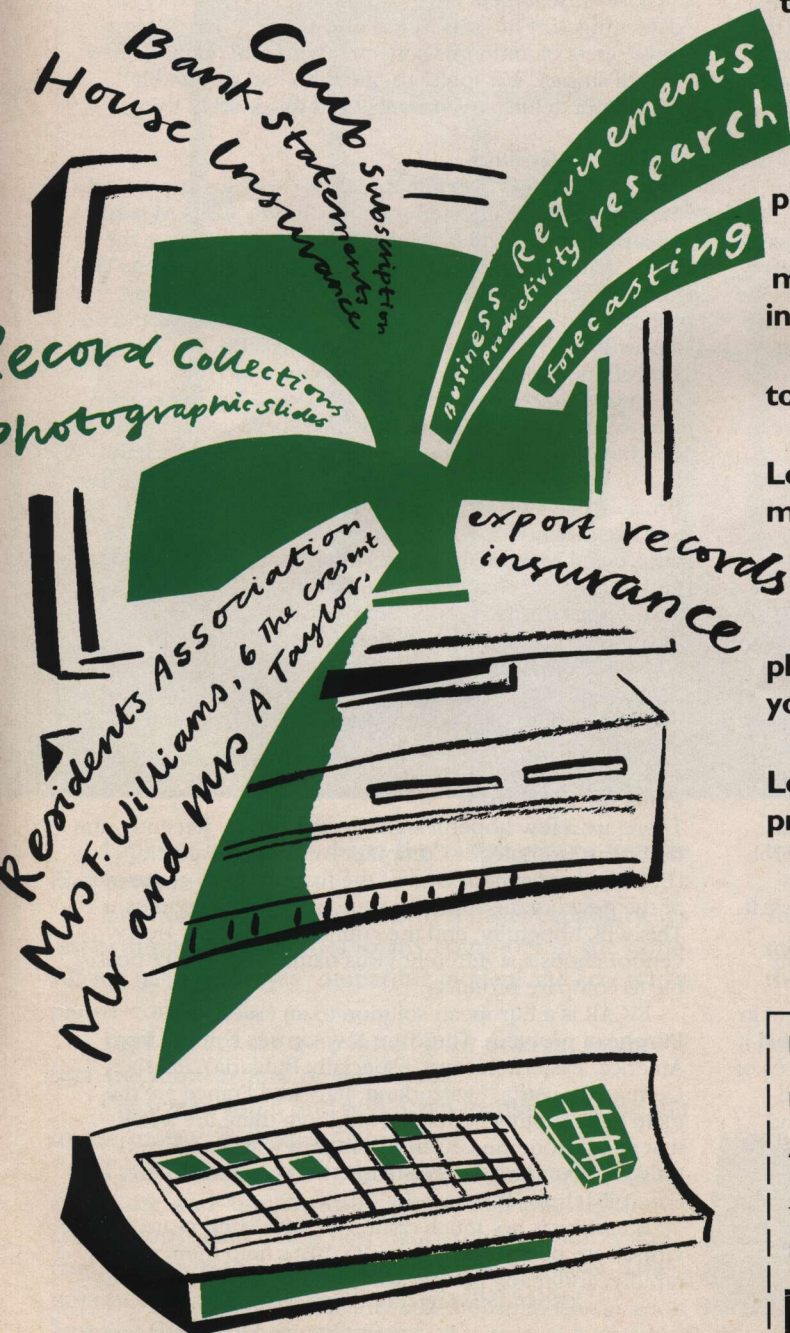 Club Subscription
Bank Statements
House Insurance
Business Requirements
Productivity research
forecasting
Record Collections
photographic Slides
export records
insurance
Residents Association
Mrs F. Williams, 6 The Cresent
Mr and Mrs A Taylor,
t
p
m
in
to
Le
m
pl
yo
Le
pr